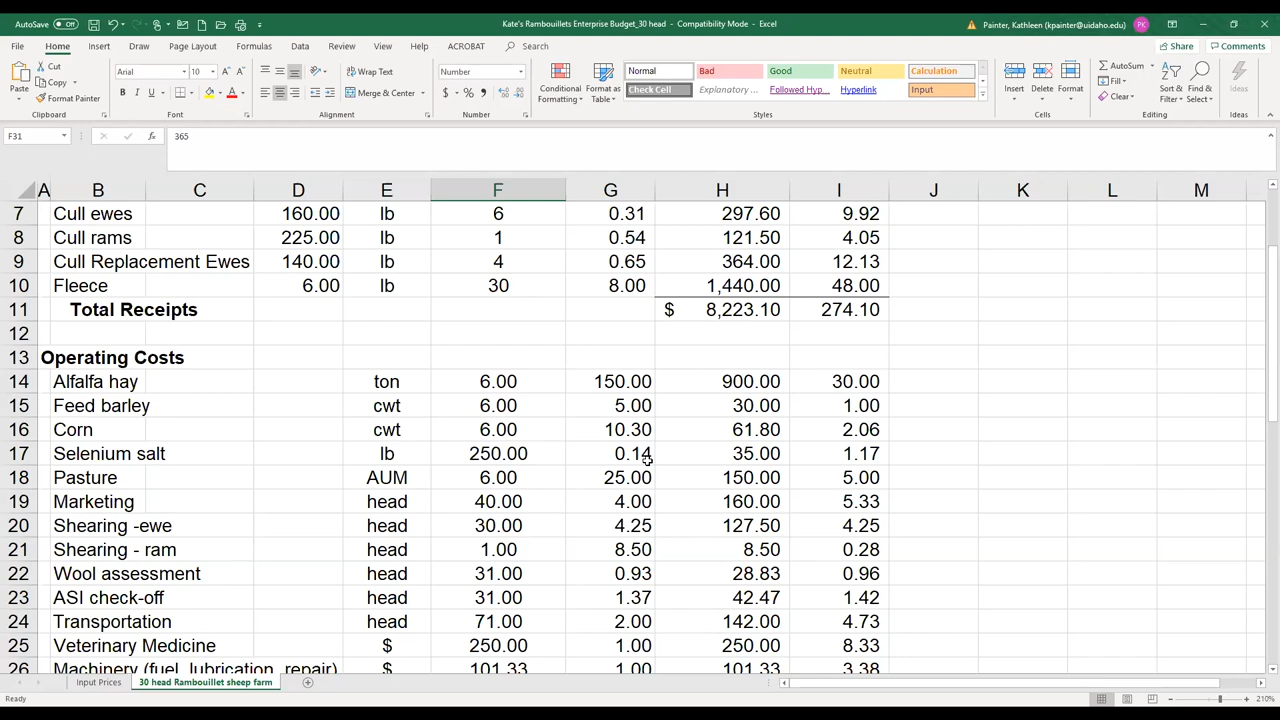 AutoSave Off Kate's Rambouillets Enterprise Budget_30 head - Compatibility Mode - Excel Painter, Kathleen (kpainter@uidaho.edu) PK
File Home Insert Draw Page Layout Formulas Data Review View Help ACROBAT Search Share Comments
Cut Arial 10 Wrap Text Number Normal Bad Good Neutral Calculation AutoSum
Copy Fill
Paste Format Painter B I U Merge & Center $ % Conditional Formatting Format as Table Check Cell Explanatory ... Followed Hyp... Hyperlink Input Insert Delete Format Clear Sort & Filter Find & Select Ideas
Clipboard Font Alignment Number Styles Cells Editing Ideas
F31 fx 365
A B C D E F G H I J K L M
7 Cull ewes 160.00 lb 6 0.31 297.60 9.92
8 Cull rams 225.00 lb 1 0.54 121.50 4.05
9 Cull Replacement Ewes 140.00 lb 4 0.65 364.00 12.13
10 Fleece 6.00 lb 30 8.00 1,440.00 48.00
11 Total Receipts $ 8,223.10 274.10
12
13 Operating Costs
14 Alfalfa hay ton 6.00 150.00 900.00 30.00
15 Feed barley cwt 6.00 5.00 30.00 1.00
16 Corn cwt 6.00 10.30 61.80 2.06
17 Selenium salt lb 250.00 0.14 35.00 1.17
18 Pasture AUM 6.00 25.00 150.00 5.00
19 Marketing head 40.00 4.00 160.00 5.33
20 Shearing -ewe head 30.00 4.25 127.50 4.25
21 Shearing - ram head 1.00 8.50 8.50 0.28
22 Wool assessment head 31.00 0.93 28.83 0.96
23 ASI check-off head 31.00 1.37 42.47 1.42
24 Transportation head 71.00 2.00 142.00 4.73
25 Veterinary Medicine $ 250.00 1.00 250.00 8.33
26 Machinery (fuel, lubrication, repair) $ 101.33 1.00 101.33 3.38
Input Prices 30 head Rambouillet sheep farm
Ready 210%